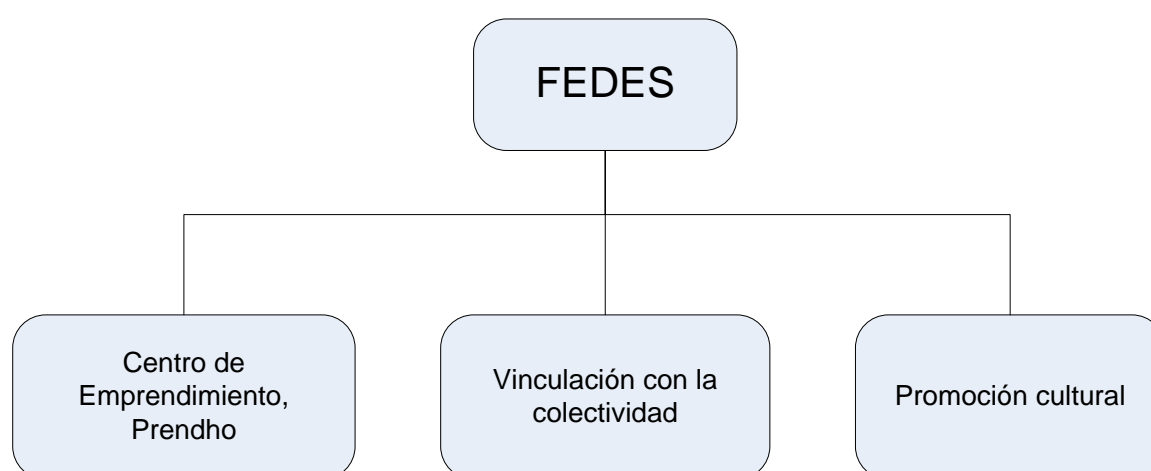 FEDES
Centro de
Emprendimiento,
Prendho
Vinculación con la
colectividad
Promoción cultural